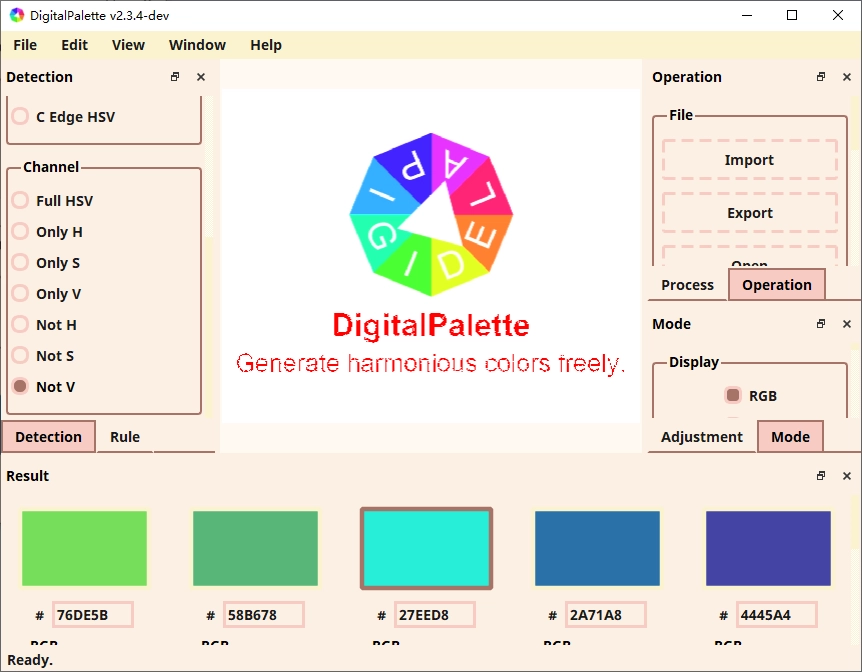 DigitalPalette v2.3.4-dev
File Edit View Window Help
Detection
C Edge HSV
Channel
Full HSV
Only H
Only S
Only V
Not H
Not S
Not V
Detection Rule
D I G I P A L E
DigitalPalette
Generate harmonious colors freely.
Operation
File
Import
Export
Open
Process Operation
Mode
Display
RGB
Adjustment Mode
Result
# 76DE5B # 58B678 # 27EED8 # 2A71A8 # 4445A4
RGB RGB RGB RGB RGB
Ready.